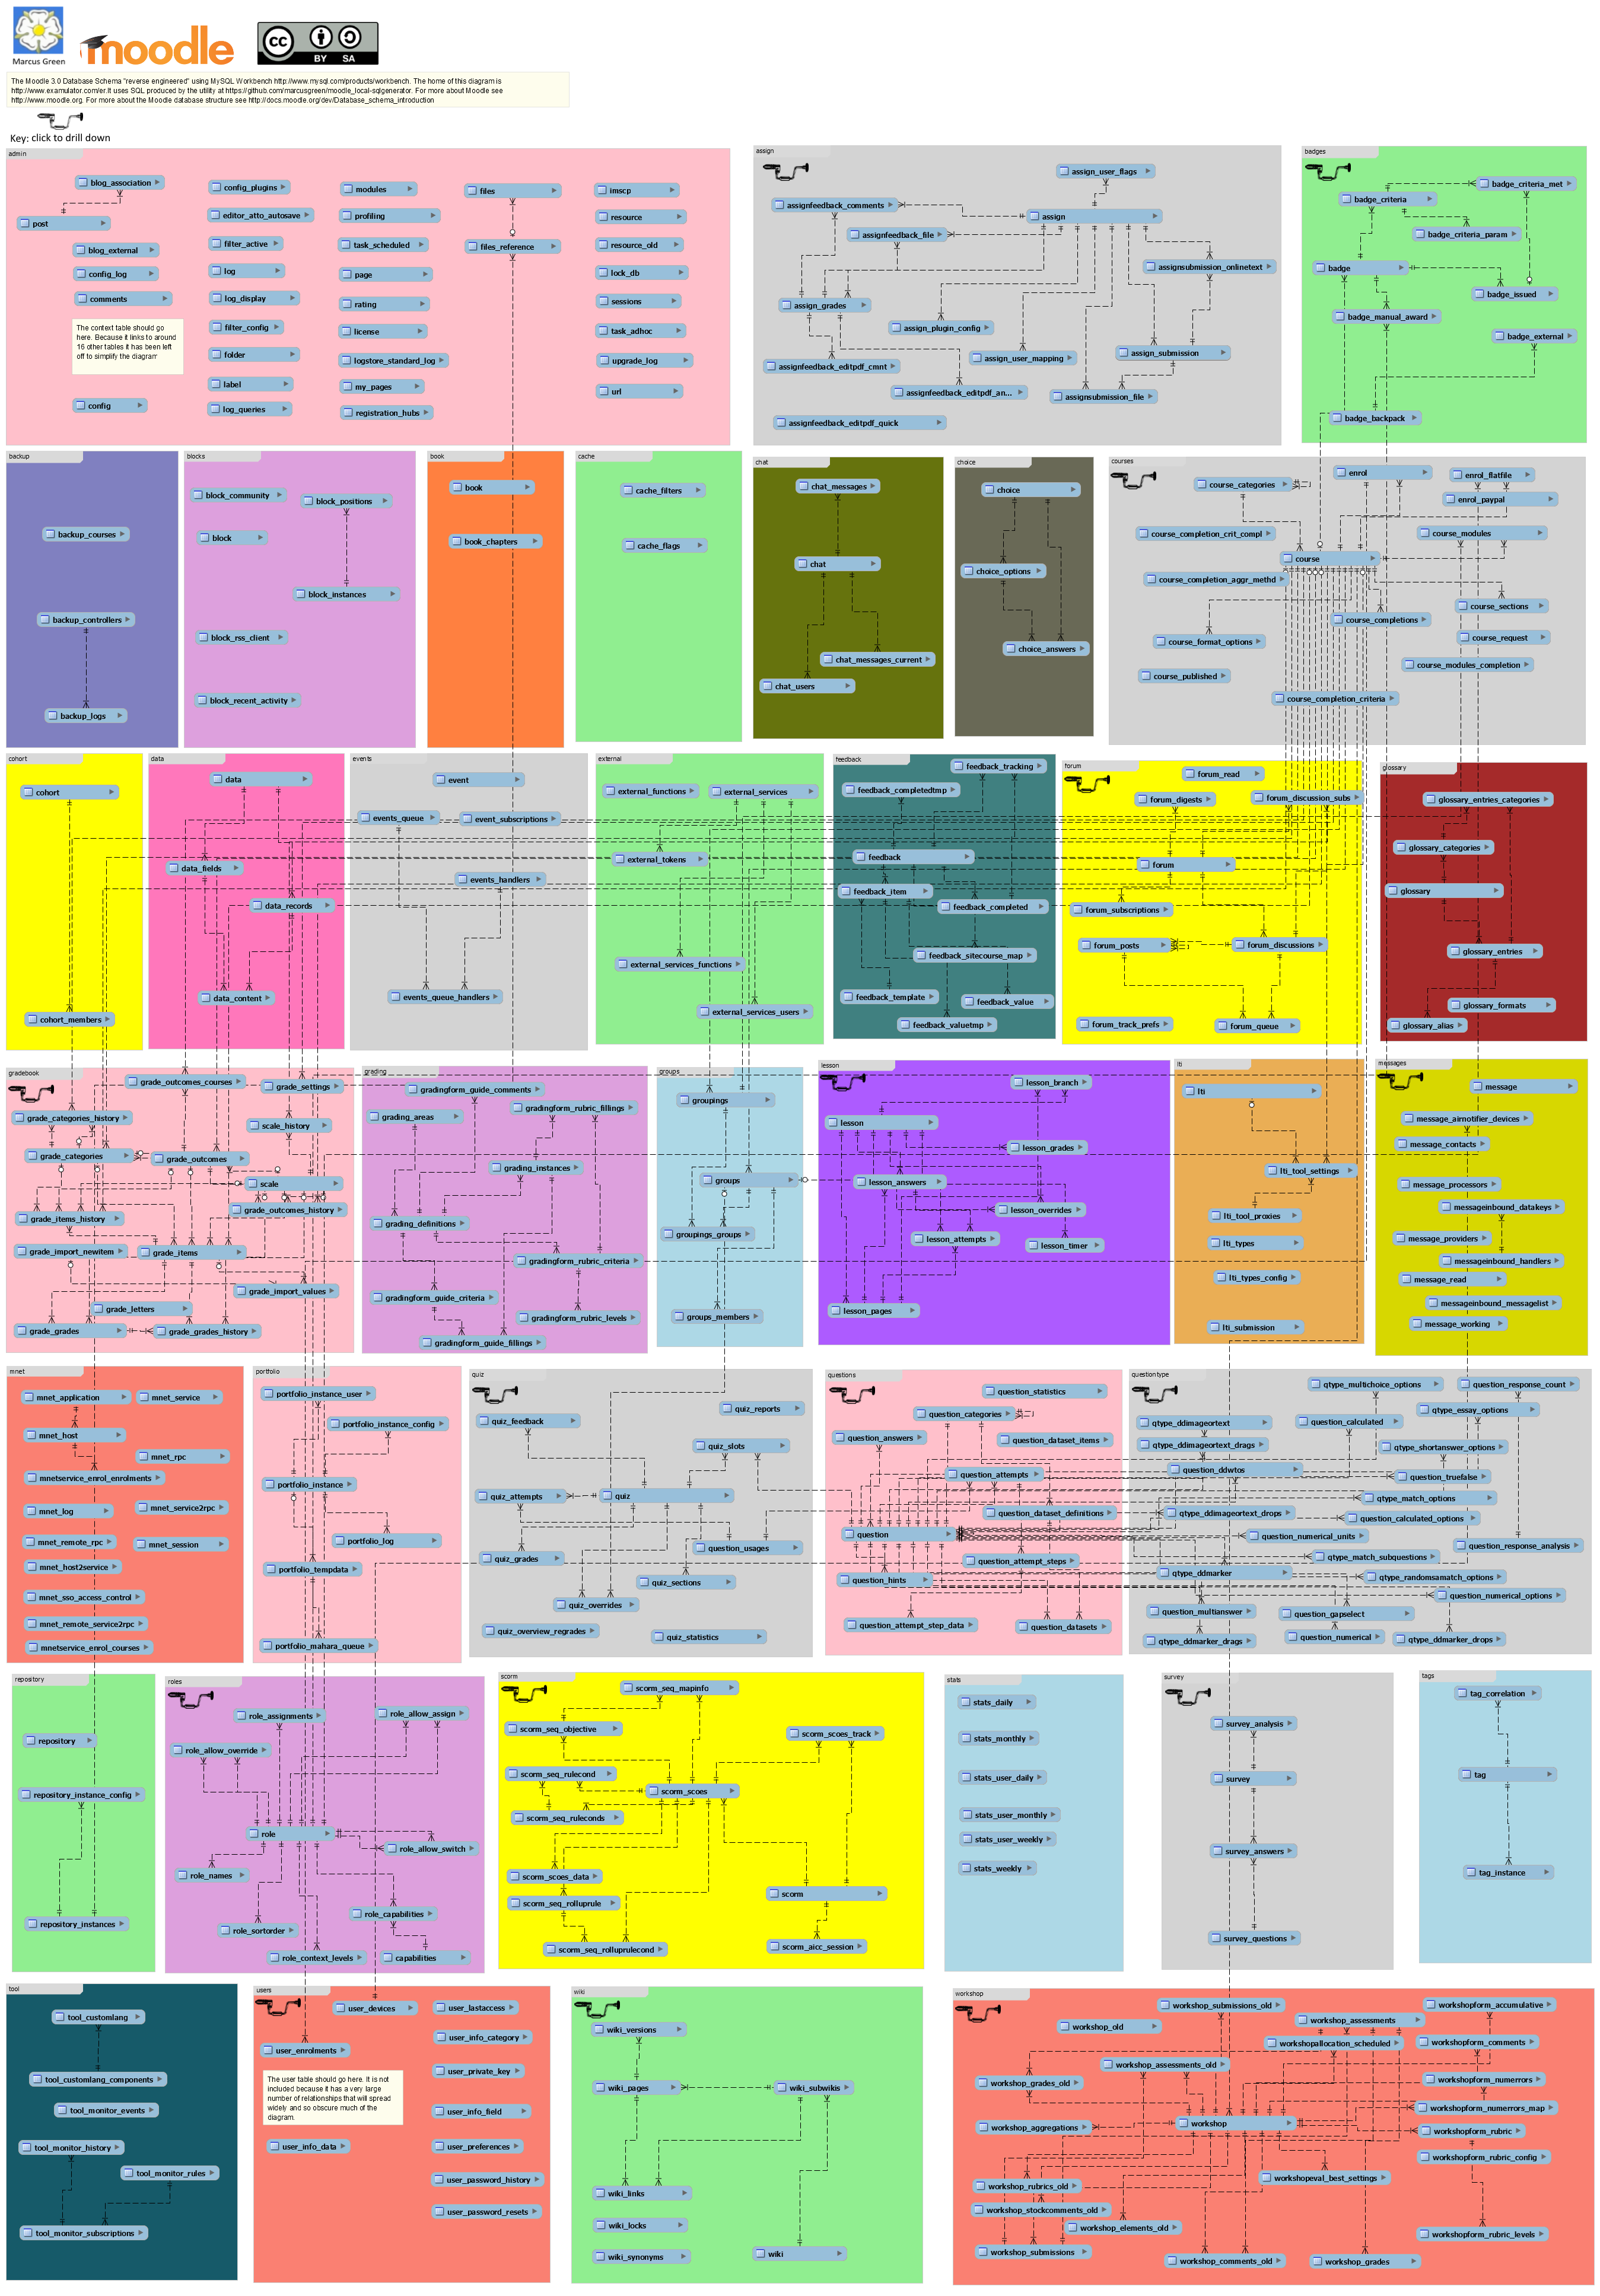 Marcus Green
moodle
cc BY SA
The Moodle 3.0 Database Schema "reverse engineered" using MySQL Workbench http://www.mysql.com/products/workbench. The home of this diagram is
http://www.examulator.com/er.It uses SQL produced by the utility at https://github.com/marcusgreen/moodle_local-sqlgenerator. For more about Moodle see
http://www.moodle.org. For more about the Moodle database structure see http://docs.moodle.org/dev/Database_schema_introduction
Key: click to drill down
admin
blog_association
post
blog_external
config_log
comments
The context table should go
here. Because it links to around
16 other tables it has been left
off to simplify the diagram
config
config_plugins
editor_atto_autosave
filter_active
log
log_display
filter_config
folder
label
log_queries
modules
profiling
task_scheduled
page
rating
license
logstore_standard_log
my_pages
registration_hubs
files
files_reference
imscp
resource
resource_old
lock_db
sessions
task_adhoc
upgrade_log
url
assign
assign_user_flags
assignfeedback_comments
assign
assignfeedback_file
assignsubmission_onlinetext
assign_grades
assign_plugin_config
assign_user_mapping
assign_submission
assignfeedback_editpdf_cmnt
assignfeedback_editpdf_an...
assignsubmission_file
assignfeedback_editpdf_quick
badges
badge_criteria_met
badge_criteria
badge_criteria_param
badge
badge_issued
badge_manual_award
badge_external
badge_backpack
backup
backup_courses
backup_controllers
backup_logs
blocks
block_community
block_positions
block
block_instances
block_rss_client
block_recent_activity
book
book
book_chapters
cache
cache_filters
cache_flags
chat
chat_messages
chat
chat_messages_current
chat_users
choice
choice
choice_options
choice_answers
courses
course_categories
enrol
enrol_flatfile
enrol_paypal
course_completion_crit_compl
course_modules
course
course_completion_aggr_methd
course_sections
course_completions
course_format_options
course_request
course_modules_completion
course_published
course_completion_criteria
cohort
cohort
cohort_members
data
data
data_fields
data_records
data_content
events
event
events_queue
event_subscriptions
events_handlers
events_queue_handlers
external
external_functions
external_services
external_tokens
external_services_functions
external_services_users
feedback
feedback_tracking
feedback_completedtmp
feedback
feedback_item
feedback_completed
feedback_sitecourse_map
feedback_template
feedback_value
feedback_valuetmp
forum
forum_read
forum_digests
forum_discussion_subs
forum
forum_subscriptions
forum_posts
forum_discussions
forum_track_prefs
forum_queue
glossary
glossary_entries_categories
glossary_categories
glossary
glossary_entries
glossary_formats
glossary_alias
gradebook
grade_outcomes_courses
grade_settings
grade_categories_history
scale_history
grade_categories
grade_outcomes
scale
grade_outcomes_history
grade_items_history
grade_import_newitem
grade_items
grade_import_values
grade_letters
grade_grades
grade_grades_history
grading
gradingform_guide_comments
grading_areas
gradingform_rubric_fillings
grading_instances
grading_definitions
gradingform_rubric_criteria
gradingform_guide_criteria
gradingform_rubric_levels
gradingform_guide_fillings
groups
groupings
groups
groupings_groups
groups_members
lesson
lesson_branch
lesson
lesson_grades
lesson_answers
lesson_overrides
lesson_attempts
lesson_timer
lesson_pages
lti
lti
lti_tool_settings
lti_tool_proxies
lti_types
lti_types_config
lti_submission
messages
message
message_airnotifier_devices
message_contacts
message_processors
messageinbound_datakeys
message_providers
messageinbound_handlers
message_read
messageinbound_messagelist
message_working
mnet
mnet_application
mnet_service
mnet_host
mnet_rpc
mnetservice_enrol_enrolments
mnet_log
mnet_service2rpc
mnet_remote_rpc
mnet_session
mnet_host2service
mnet_sso_access_control
mnet_remote_service2rpc
mnetservice_enrol_courses
portfolio
portfolio_instance_user
portfolio_instance_config
portfolio_instance
portfolio_log
portfolio_tempdata
portfolio_mahara_queue
quiz
quiz_reports
quiz_feedback
quiz_slots
quiz_attempts
quiz
question_usages
quiz_grades
quiz_sections
quiz_overrides
quiz_overview_regrades
quiz_statistics
questions
question_statistics
question_categories
question_answers
question_dataset_items
question_attempts
question_dataset_definitions
question
question_attempt_steps
question_hints
question_attempt_step_data
question_datasets
questiontype
qtype_multichoice_options
question_response_count
qtype_essay_options
qtype_ddimageortext
question_calculated
qtype_ddimageortext_drags
qtype_shortanswer_options
question_ddwtos
question_truefalse
qtype_match_options
qtype_ddimageortext_drops
question_calculated_options
question_numerical_units
question_response_analysis
qtype_match_subquestions
qtype_ddmarker
qtype_randomsamatch_options
question_numerical_options
question_multianswer
question_gapselect
question_numerical
qtype_ddmarker_drags
qtype_ddmarker_drops
repository
repository
repository_instance_config
repository_instances
roles
role_assignments
role_allow_assign
role_allow_override
role
role_allow_switch
role_names
role_capabilities
role_sortorder
role_context_levels
capabilities
scorm
scorm_seq_mapinfo
scorm_seq_objective
scorm_scoes_track
scorm_seq_rulecond
scorm_scoes
scorm_seq_ruleconds
scorm_scoes_data
scorm
scorm_seq_rolluprule
scorm_seq_rolluprulecond
scorm_aicc_session
stats
stats_daily
stats_monthly
stats_user_daily
stats_user_monthly
stats_user_weekly
stats_weekly
survey
survey_analysis
survey
survey_answers
survey_questions
tags
tag_correlation
tag
tag_instance
tool
tool_customlang
tool_customlang_components
tool_monitor_events
tool_monitor_history
tool_monitor_rules
tool_monitor_subscriptions
users
user_devices
user_lastaccess
user_enrolments
user_info_category
user_private_key
The user table should go here. It is not
included because it has a very large
number of relationships that will spread
widely and so obscure much of the
diagram.
user_info_field
user_info_data
user_preferences
user_password_history
user_password_resets
wiki
wiki_versions
wiki_pages
wiki_subwikis
wiki_links
wiki_locks
wiki_synonyms
wiki
workshop
workshop_submissions_old
workshopform_accumulative
workshop_old
workshop_assessments
workshopallocation_scheduled
workshopform_comments
workshop_assessments_old
workshop_grades_old
workshopform_numerrors
workshopform_numerrors_map
workshop_aggregations
workshop
workshopform_rubric
workshopform_rubric_config
workshopeval_best_settings
workshop_rubrics_old
workshop_stockcomments_old
workshop_elements_old
workshopform_rubric_levels
workshop_submissions
workshop_comments_old
workshop_grades